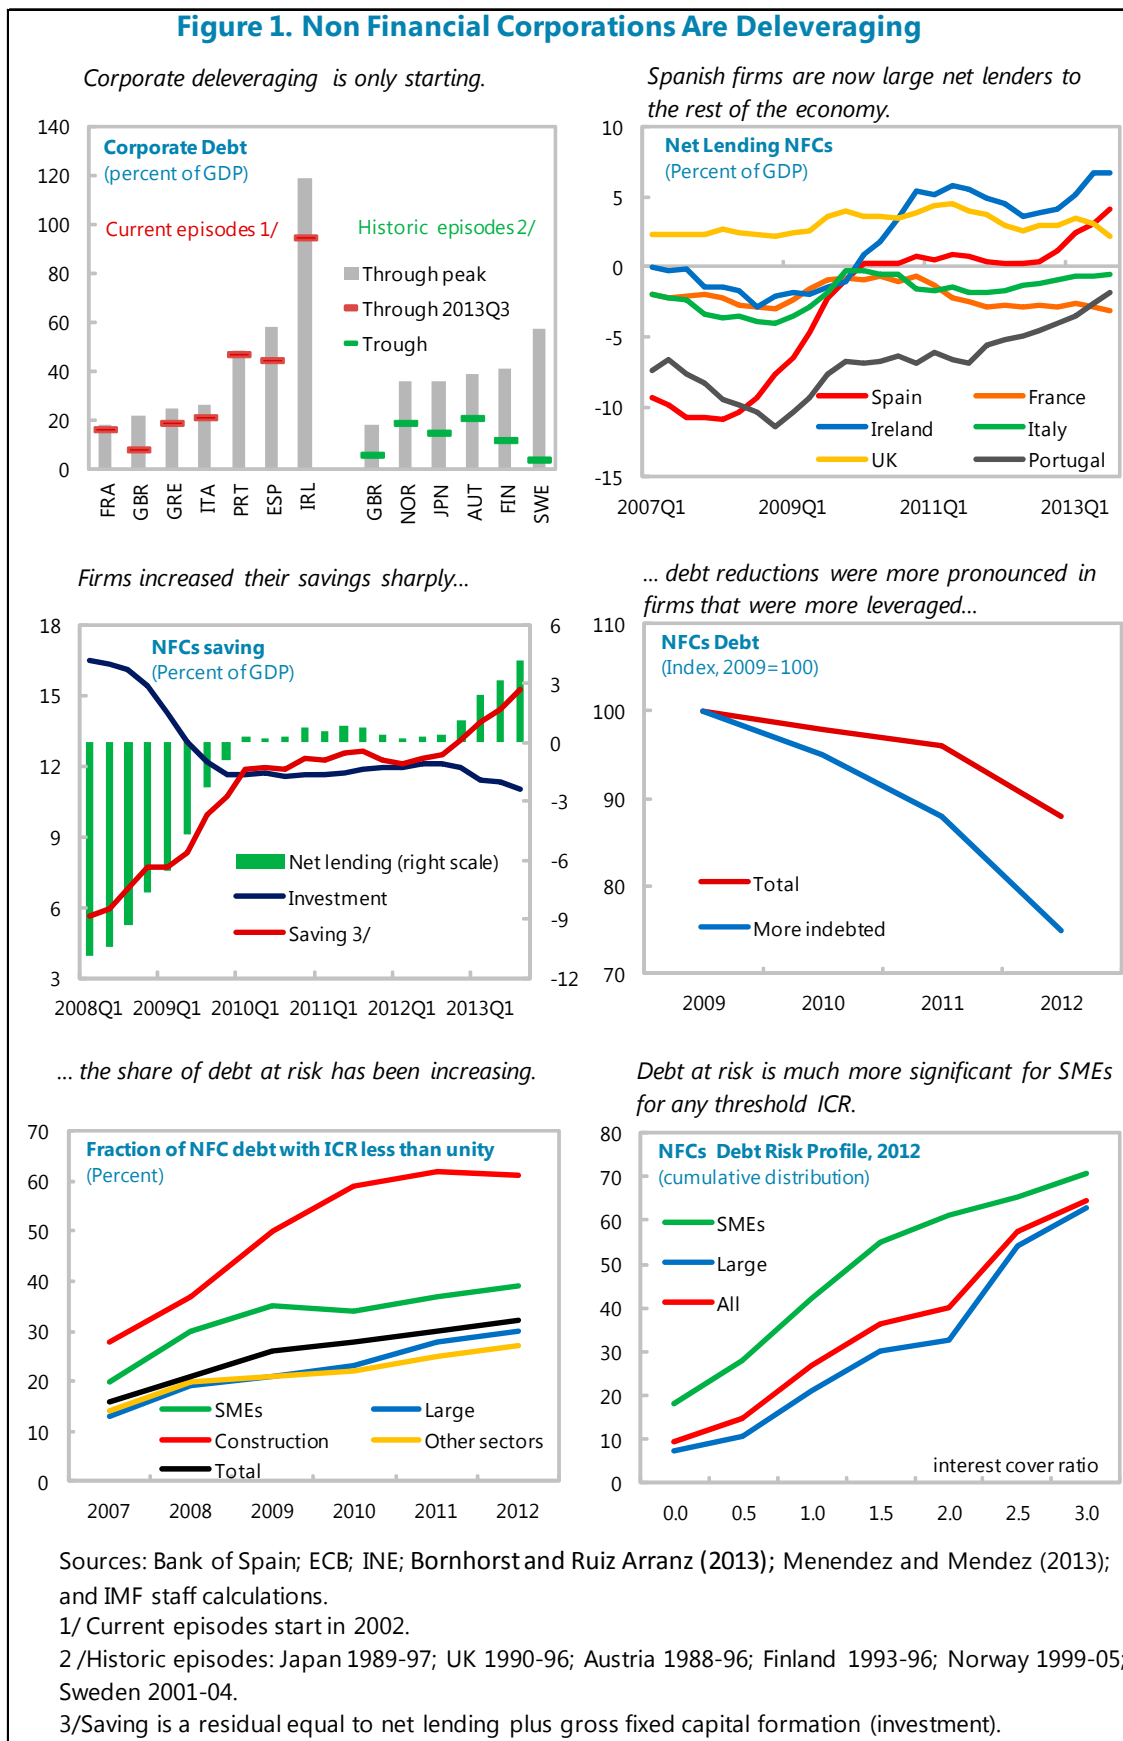 Figure 1. Non Financial Corporations Are Deleveraging
Corporate deleveraging is only starting.
140
120
100
80
60
40
20
0
Corporate Debt
(percent of GDP)
Current episodes 1/
Historic episodes 2/
Through peak
Through 2013Q3
Trough
FRA
GBR
GRE
ITA
PRT
ESP
IRL
GBR
NOR
JPN
AUT
FIN
SWE
Spanish firms are now large net lenders to
the rest of the economy.
10
5
0
-5
-10
-15
Net Lending NFCs
(Percent of GDP)
Spain
France
Ireland
Italy
UK
Portugal
2007Q1
2009Q1
2011Q1
2013Q1
Firms increased their savings sharply...
18
15
12
9
6
3
NFCs saving
(Percent of GDP)
6
3
0
-3
-6
-9
-12
Net lending (right scale)
Investment
Saving 3/
2008Q1
2009Q1
2010Q1
2011Q1
2012Q1
2013Q1
... debt reductions were more pronounced in
firms that were more leveraged...
110
100
90
80
70
NFCs Debt
(Index, 2009=100)
Total
More indebted
2009
2010
2011
2012
... the share of debt at risk has been increasing.
70
60
50
40
30
20
10
0
Fraction of NFC debt with ICR less than unity
(Percent)
SMEs
Large
Construction
Other sectors
Total
2007
2008
2009
2010
2011
2012
Debt at risk is much more significant for SMEs
for any threshold ICR.
80
70
60
50
40
30
20
10
0
NFCs Debt Risk Profile, 2012
(cumulative distribution)
SMEs
Large
All
interest cover ratio
0.0
0.5
1.0
1.5
2.0
2.5
3.0
Sources: Bank of Spain; ECB; INE; Bornhorst and Ruiz Arranz (2013); Menendez and Mendez (2013);
and IMF staff calculations.
1/ Current episodes start in 2002.
2 /Historic episodes: Japan 1989-97; UK 1990-96; Austria 1988-96; Finland 1993-96; Norway 1999-05;
Sweden 2001-04.
3/Saving is a residual equal to net lending plus gross fixed capital formation (investment).